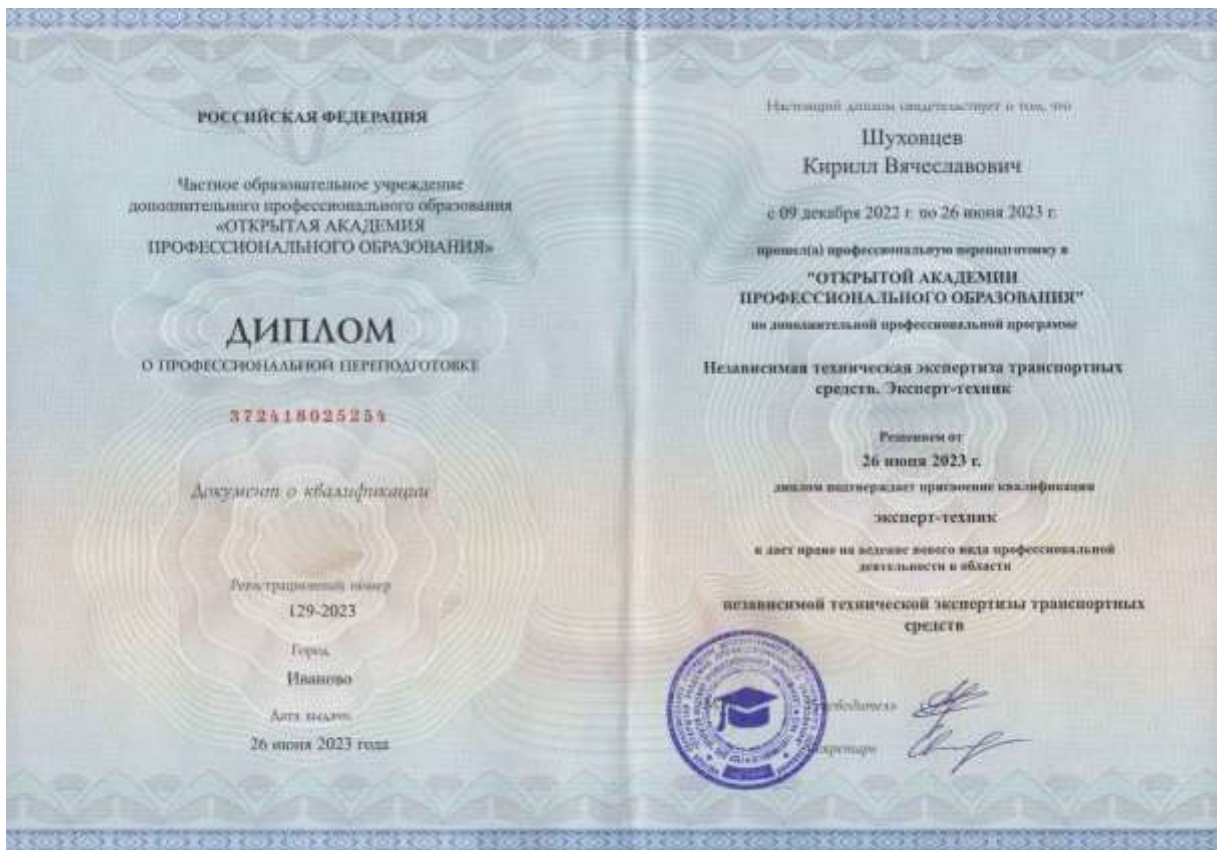 РОССИЙСКАЯ ФЕДЕРАЦИЯ
Частное образовательное учреждение
дополнительного профессионального образования
«ОТКРЫТАЯ АКАДЕМИЯ
ПРОФЕССИОНАЛЬНОГО ОБРАЗОВАНИЯ»
ДИПЛОМ
О ПРОФЕССИОНАЛЬНОЙ ПЕРЕПОДГОТОВКЕ
372418025254
Документ о квалификации
Регистрационный номер
129-2023
Город
Иваново
Дата выдачи
26 июня 2023 года
Настоящий диплом свидетельствует о том, что
Шуховцев
Кирилл Вячеславович
с 09 декабря 2022 г. по 26 июня 2023 г.
прошел(а) профессиональную переподготовку в
"ОТКРЫТОЙ АКАДЕМИИ
ПРОФЕССИОНАЛЬНОГО ОБРАЗОВАНИЯ"
по дополнительной профессиональной программе
Независимая техническая экспертиза транспортных
средств. Эксперт-техник
Решением от
26 июня 2023 г.
диплом подтверждает присвоение квалификации
эксперт-техник
и дает право на ведение нового вида профессиональной
деятельности в области
независимой технической экспертизы транспортных
средств